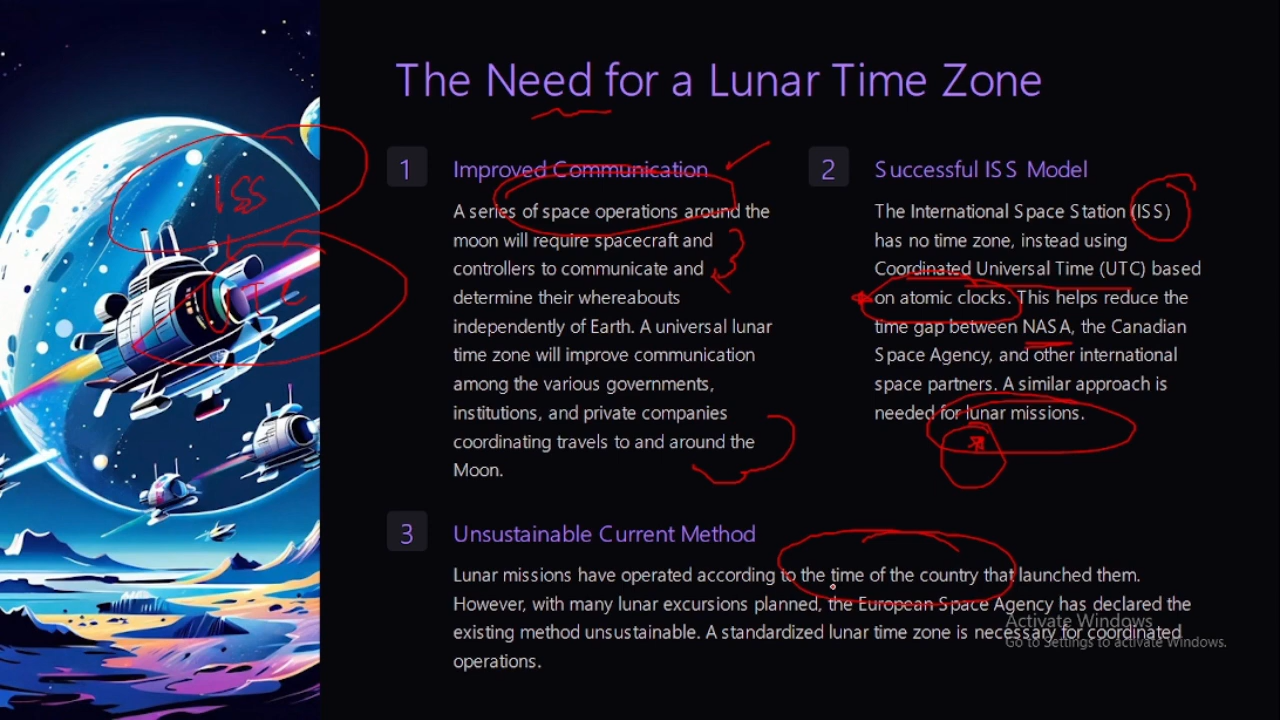 The Need for a Lunar Time Zone
ISS
UTC
1
Improved Communication
A series of space operations around the
moon will require spacecraft and
controllers to communicate and
determine their whereabouts
independently of Earth. A universal lunar
time zone will improve communication
among the various governments,
institutions, and private companies
coordinating travels to and around the
Moon.
2
Successful ISS Model
The International Space Station (ISS)
has no time zone, instead using
Coordinated Universal Time (UTC) based
on atomic clocks. This helps reduce the
time gap between NASA, the Canadian
Space Agency, and other international
space partners. A similar approach is
needed for lunar missions.
3
Unsustainable Current Method
Lunar missions have operated according to the time of the country that launched them.
However, with many lunar excursions planned, the European Space Agency has declared the
existing method unsustainable. A standardized lunar time zone is necessary for coordinated
operations.
Activate Windows
Go to Settings to activate Windows.